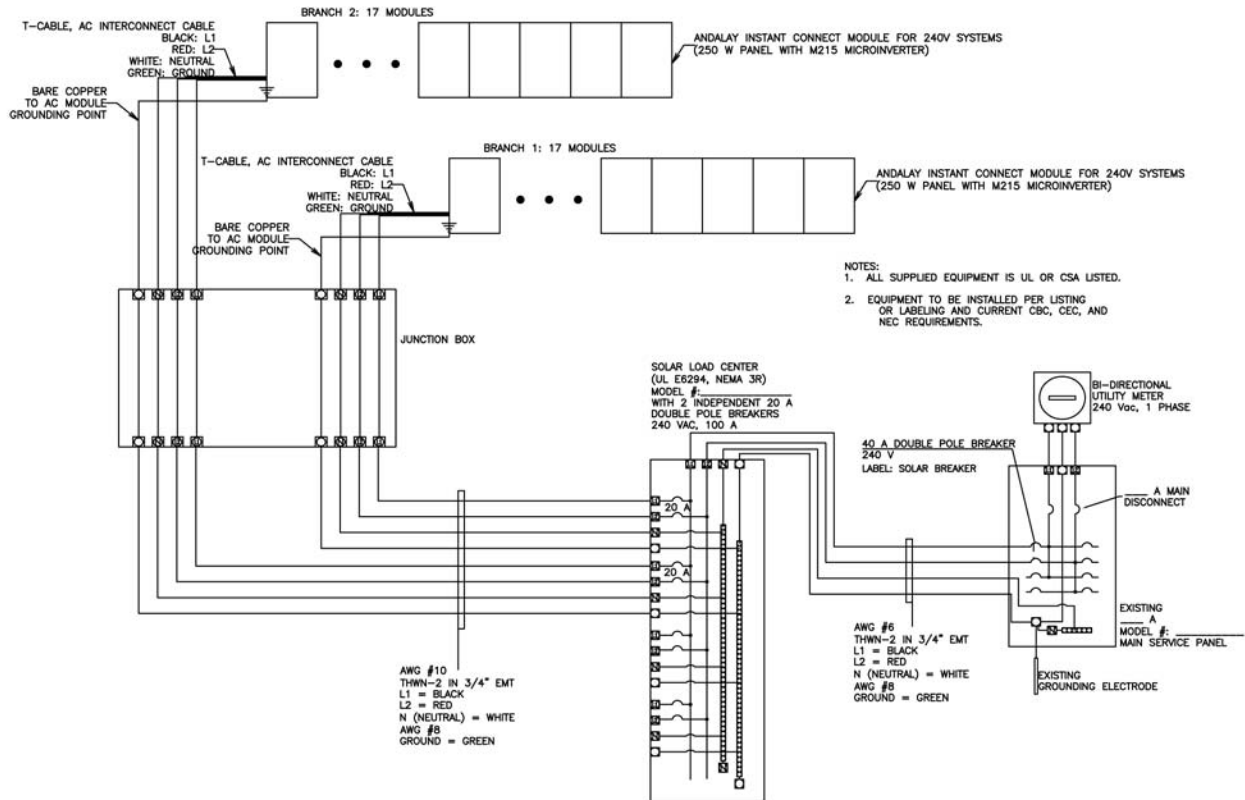 BRANCH 2: 17 MODULES
T-CABLE, AC INTERCONNECT CABLE
BLACK: L1
RED: L2
WHITE: NEUTRAL
GREEN: GROUND
ANDALAY INSTANT CONNECT MODULE FOR 240V SYSTEMS
(250 W PANEL WITH M215 MICROINVERTER)
BARE COPPER
TO AC MODULE
GROUNDING POINT
BRANCH 1: 17 MODULES
T-CABLE, AC INTERCONNECT CABLE
BLACK: L1
RED: L2
WHITE: NEUTRAL
GREEN: GROUND
ANDALAY INSTANT CONNECT MODULE FOR 240V SYSTEMS
(250 W PANEL WITH M215 MICROINVERTER)
BARE COPPER
TO AC MODULE
GROUNDING POINT
NOTES:
1. ALL SUPPLIED EQUIPMENT IS UL OR CSA LISTED.
2. EQUIPMENT TO BE INSTALLED PER LISTING
OR LABELING AND CURRENT CBC, CEC, AND
NEC REQUIREMENTS.
JUNCTION BOX
SOLAR LOAD CENTER
(UL E6294, NEMA 3R)
MODEL #:____________
WITH 2 INDEPENDENT 20 A
DOUBLE POLE BREAKERS
240 VAC, 100 A
BI-DIRECTIONAL
UTILITY METER
240 Vac, 1 PHASE
40 A DOUBLE POLE BREAKER
240 V
LABEL: SOLAR BREAKER
____ A MAIN
DISCONNECT
20 A
20 A
AWG #10
THWN-2 IN 3/4" EMT
L1 = BLACK
L2 = RED
N (NEUTRAL) = WHITE
AWG #8
GROUND = GREEN
AWG #6
THWN-2 IN 3/4" EMT
L1 = BLACK
L2 = RED
N (NEUTRAL) = WHITE
AWG #8
GROUND = GREEN
EXISTING
____ A
MODEL #: ____________
MAIN SERVICE PANEL
EXISTING
GROUNDING ELECTRODE